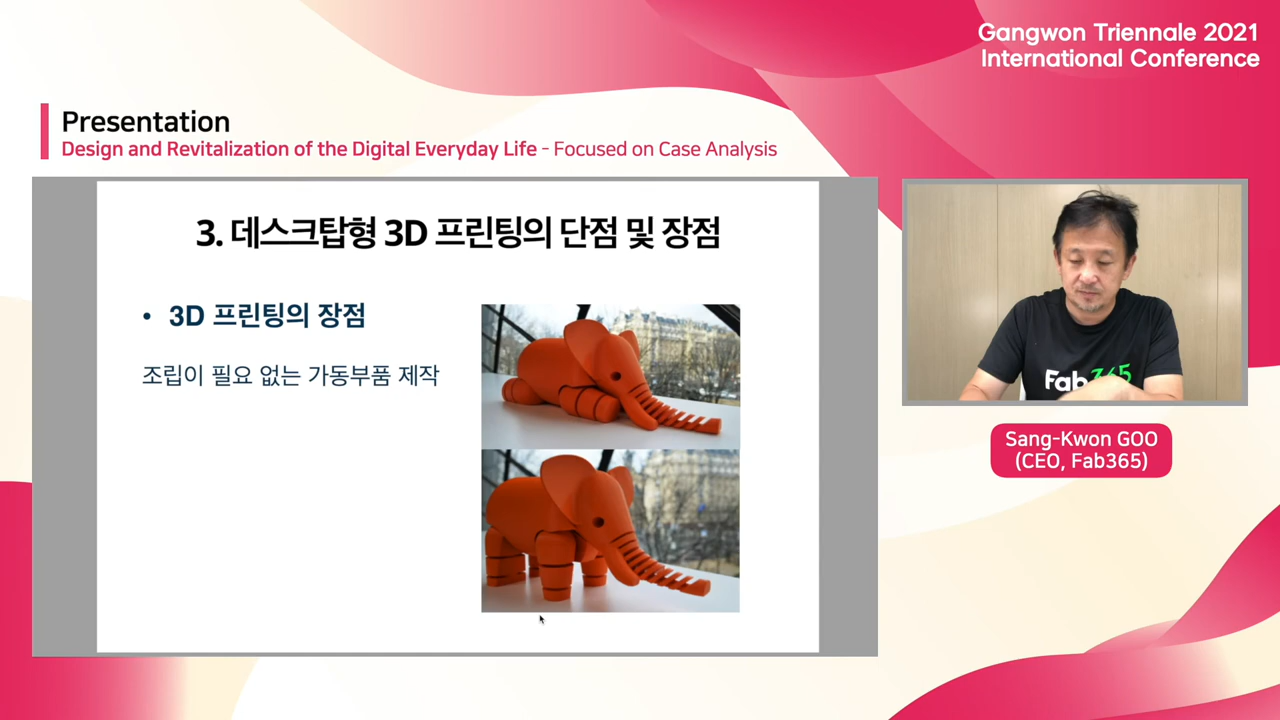 Gangwon Triennale 2021
International Conference
Presentation
Design and Revitalization of the Digital Everyday Life - Focused on Case Analysis
3. 데스크탑형 3D 프린팅의 단점 및 장점
• 3D 프린팅의 장점
조립이 필요 없는 가동부품 제작
Fab365
Sang-Kwon GOO
(CEO, Fab365)